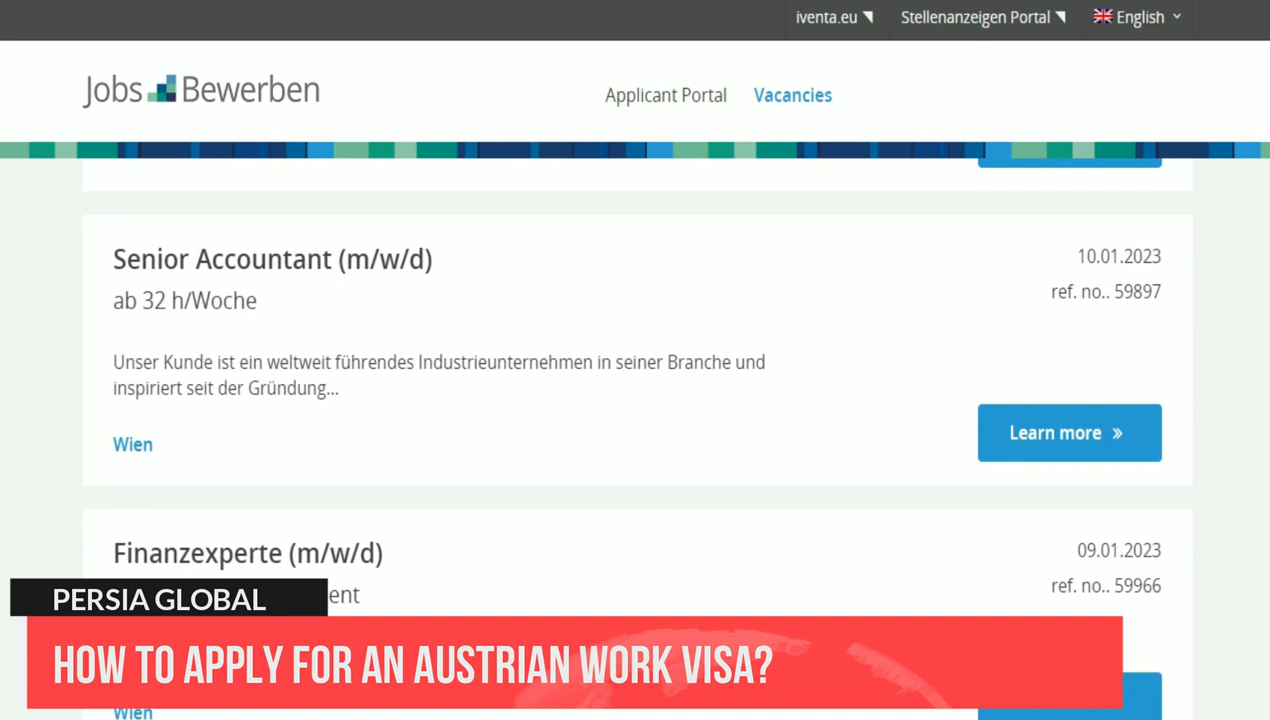 iventa.eu
Stellenanzeigen Portal
English
Jobs Bewerben
Applicant Portal
Vacancies
Senior Accountant (m/w/d)
10.01.2023
ab 32 h/Woche
ref. no.. 59897
Unser Kunde ist ein weltweit führendes Industrieunternehmen in seiner Branche und
inspiriert seit der Gründung...
Wien
Learn more »
Finanzexperte (m/w/d)
09.01.2023
ref. no.. 59966
PERSIA GLOBAL
HOW TO APPLY FOR AN AUSTRIAN WORK VISA?
Wien